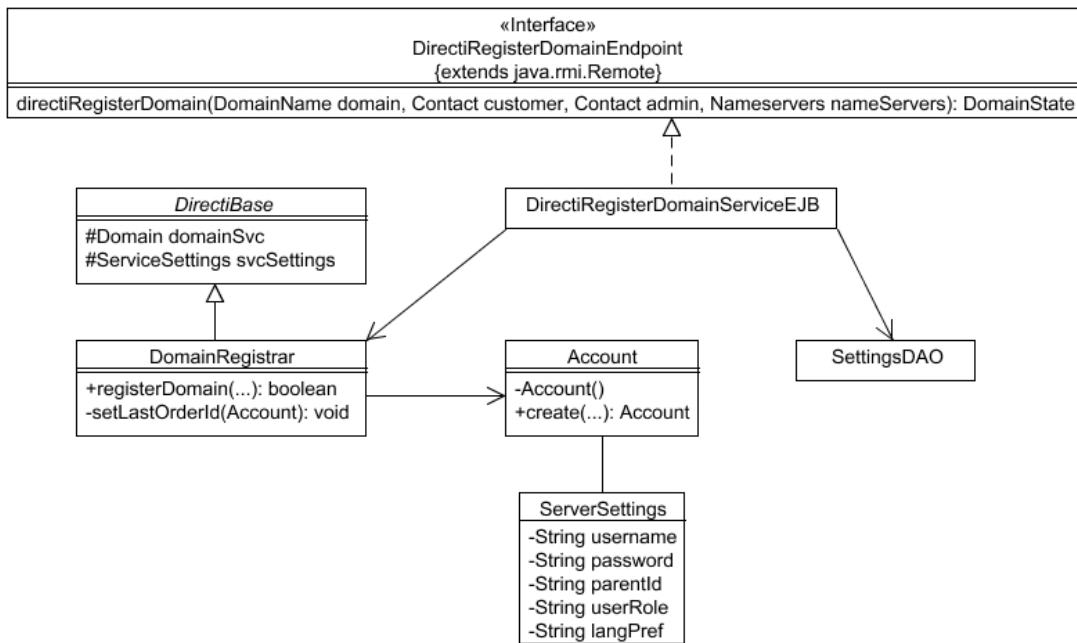 «Interface»
DirectiRegisterDomainEndpoint
{extends java.rmi.Remote}
directiRegisterDomain(DomainName domain, Contact customer, Contact admin, Nameservers nameServers): DomainState
DirectiBase
#Domain domainSvc
#ServiceSettings svcSettings
DirectiRegisterDomainServiceEJB
DomainRegistrar
+registerDomain(...): boolean
-setLastOrderId(Account): void
Account
-Account()
+create(...): Account
SettingsDAO
ServerSettings
-String username
-String password
-String parentId
-String userRole
-String langPref